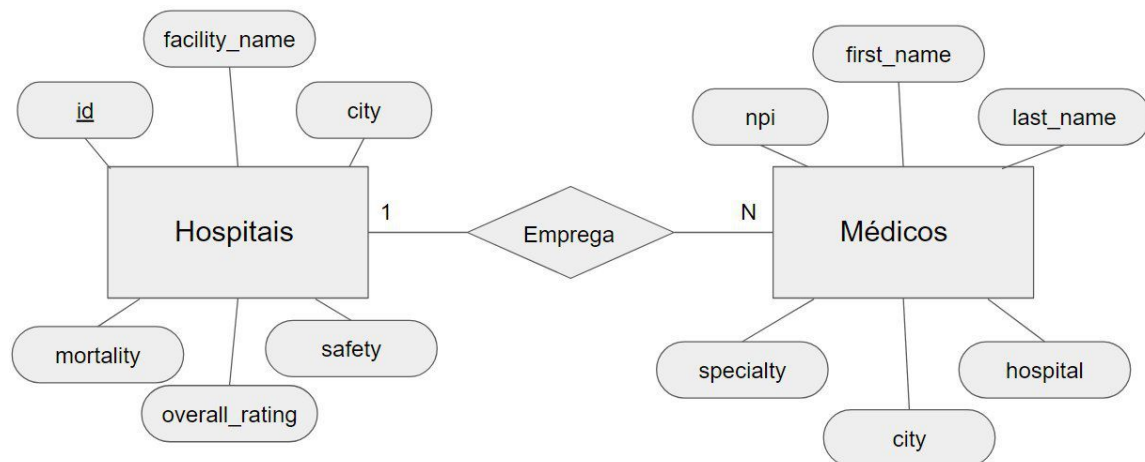 facility_name
first_name
id
city
npi
last_name
Hospitais
1
Emprega
N
Médicos
mortality
safety
overall_rating
specialty
hospital
city